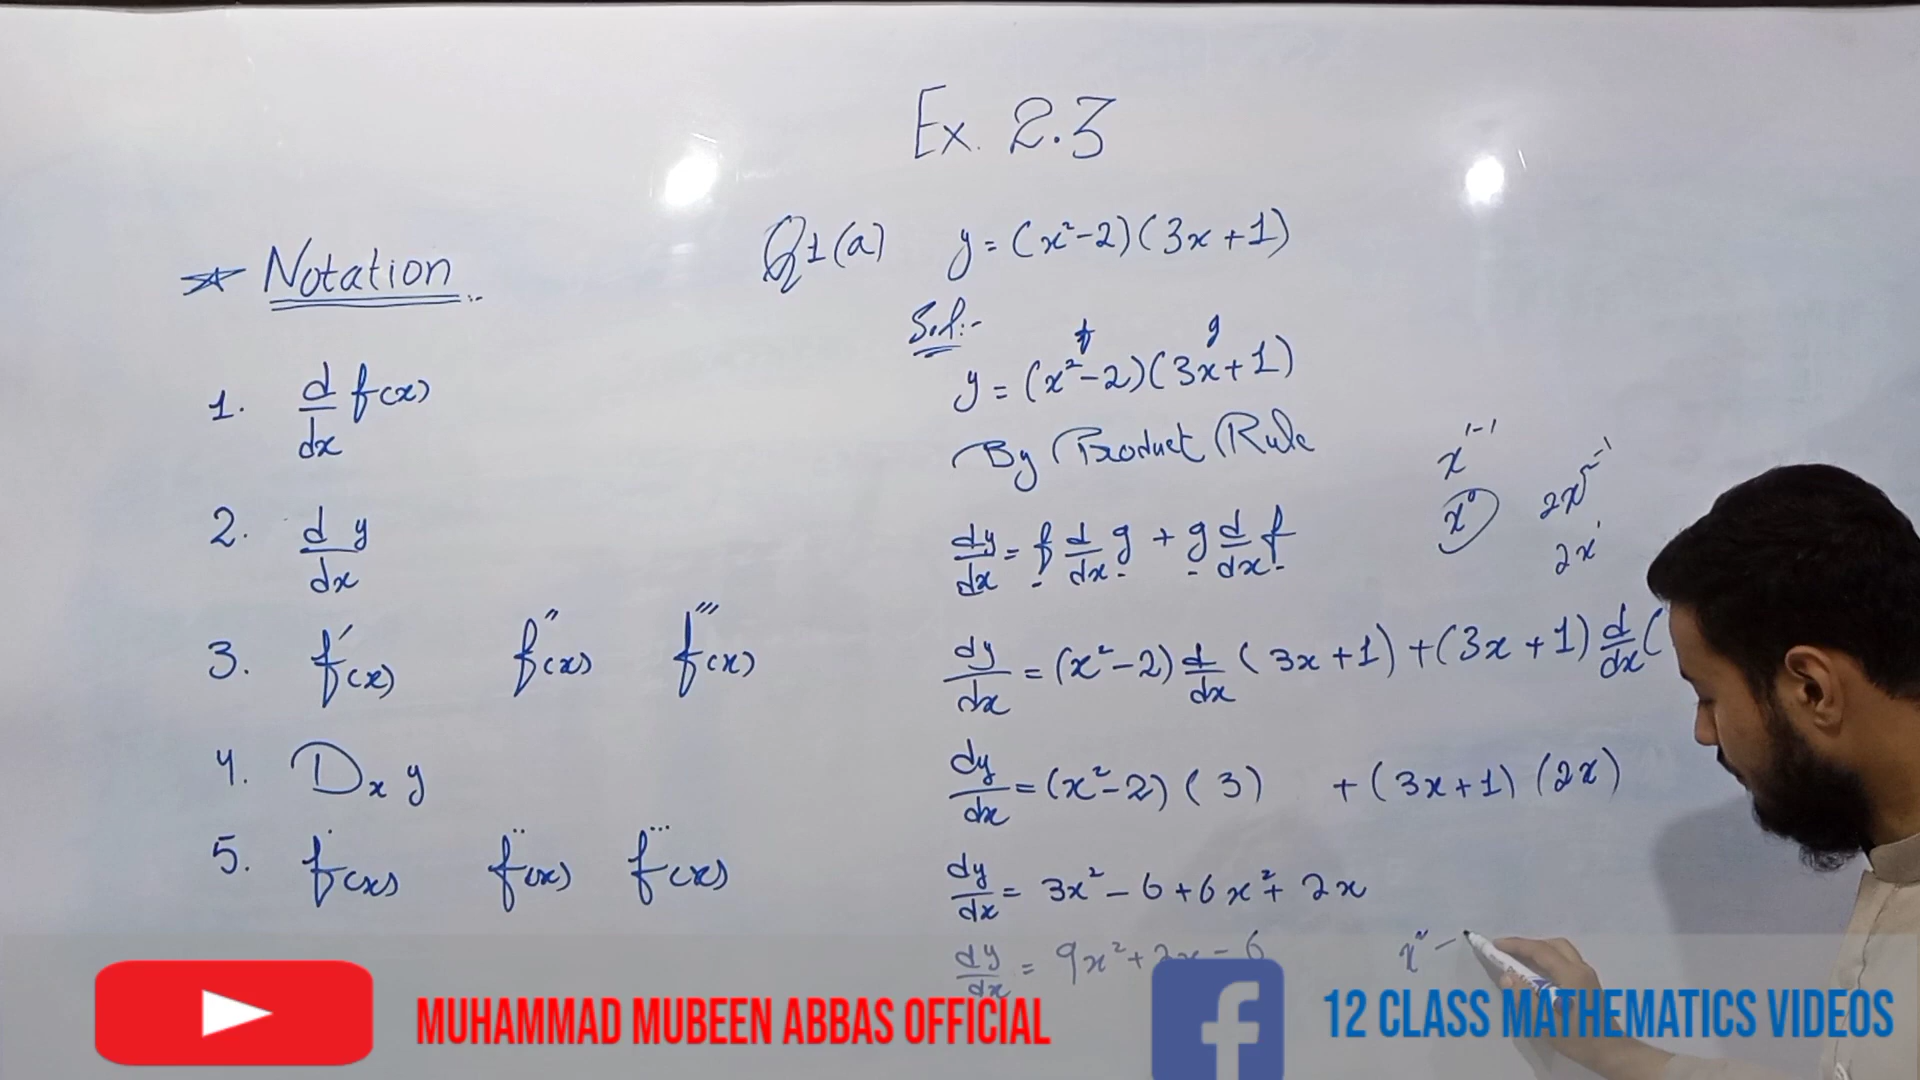 Ex. 2.3
* Notation
1. d/dx f(x)
2. d/dx y
3. f′(x) f″(x) f‴(x)
4. Dₓ y
5. ḟ(x) f̈(x) f⃛(x)
Q1(a) y = (x²-2)(3x+1)
Sol:-
f g
y = (x²-2)(3x+1)
By Product Rule
dy/dx = f d/dx g + g d/dx f
dy/dx = (x²-2) d/dx (3x+1) + (3x+1) d/dx (
dy/dx = (x²-2)(3) + (3x+1)(2x)
dy/dx = 3x² - 6 + 6x² + 2x
dy/dx = 9x² + 2x - 6
x¹⁻¹
x⁰
2x²⁻¹
2x¹
MUHAMMAD MUBEEN ABBAS OFFICIAL
f
12 CLASS MATHEMATICS VIDEOS